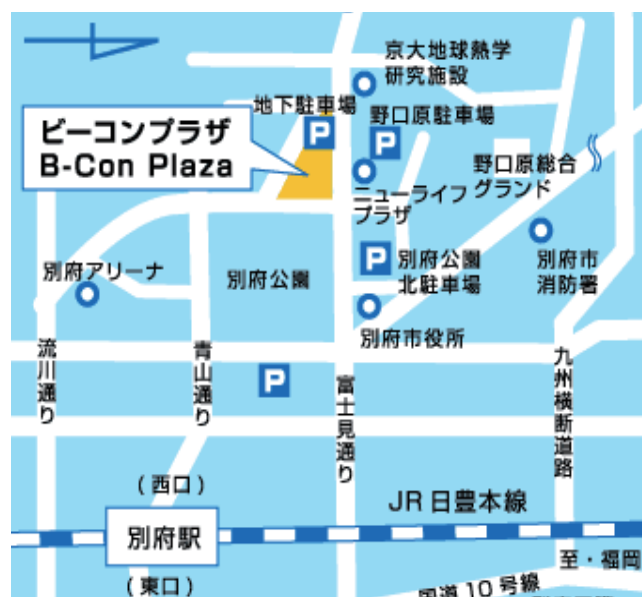 京大地球熱学
研究施設
地下駐車場
P
野口原駐車場
P
ビーコンプラザ
B-Con Plaza
野口原総合
グランド
ニューライフ
プラザ
別府アリーナ
別府公園
P
別府公園
北駐車場
別府市
消防署
別府市役所
流川通り
青山通り
P
富士見通り
九州横断道路
(西口)
JR日豊本線
別府駅
至・福岡
(東口)
国道10号線